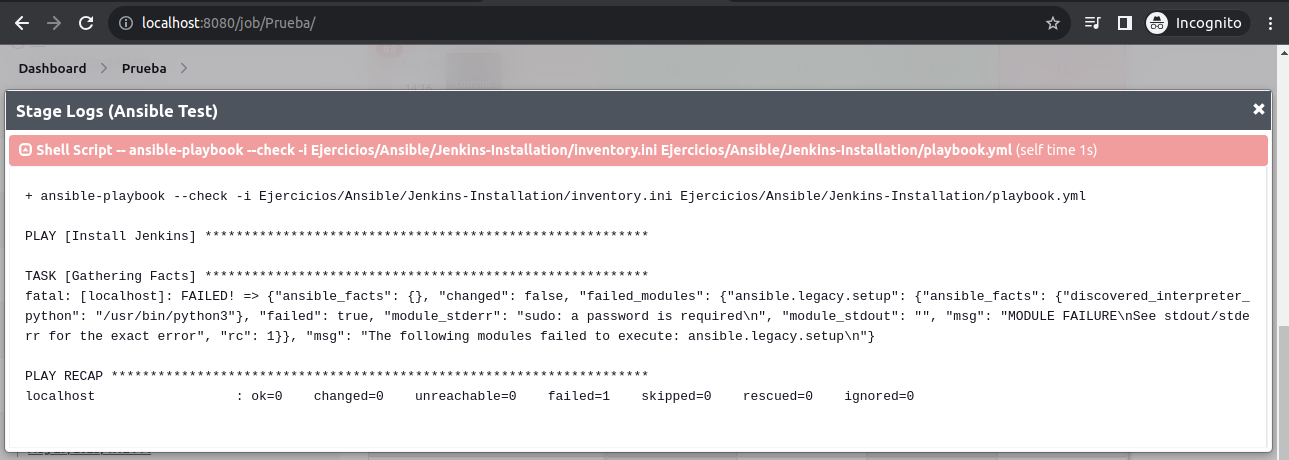 localhost:8080/job/Prueba/
Incognito
Dashboard
Prueba
Stage Logs (Ansible Test)
Shell Script -- ansible-playbook --check -i Ejercicios/Ansible/Jenkins-Installation/inventory.ini Ejercicios/Ansible/Jenkins-Installation/playbook.yml (self time 1s)
+ ansible-playbook --check -i Ejercicios/Ansible/Jenkins-Installation/inventory.ini Ejercicios/Ansible/Jenkins-Installation/playbook.yml
PLAY [Install Jenkins] *********************************************************
TASK [Gathering Facts] *********************************************************
fatal: [localhost]: FAILED! => {"ansible_facts": {}, "changed": false, "failed_modules": {"ansible.legacy.setup": {"ansible_facts": {"discovered_interpreter_
python": "/usr/bin/python3"}, "failed": true, "module_stderr": "sudo: a password is required\n", "module_stdout": "", "msg": "MODULE FAILURE\nSee stdout/stde
rr for the exact error", "rc": 1}}, "msg": "The following modules failed to execute: ansible.legacy.setup\n"}
PLAY RECAP *********************************************************************
localhost                  : ok=0    changed=0    unreachable=0    failed=1    skipped=0    rescued=0    ignored=0